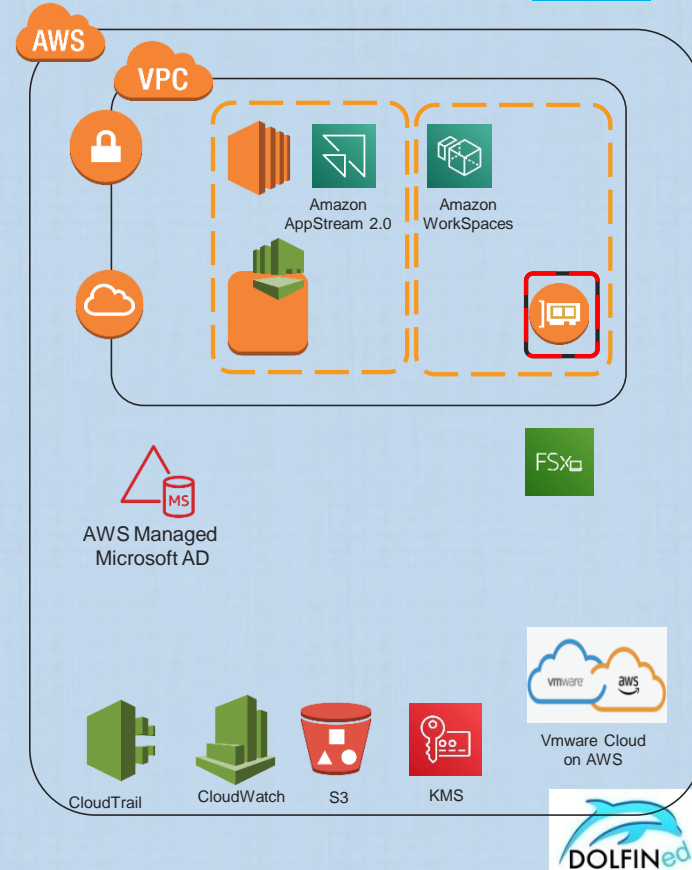 AWS
VPC
Amazon
AppStream 2.0
Amazon
WorkSpaces
FSx
MS
AWS Managed
Microsoft AD
vmware
aws
Vmware Cloud
on AWS
CloudTrail
CloudWatch
S3
KMS
DOLFINed